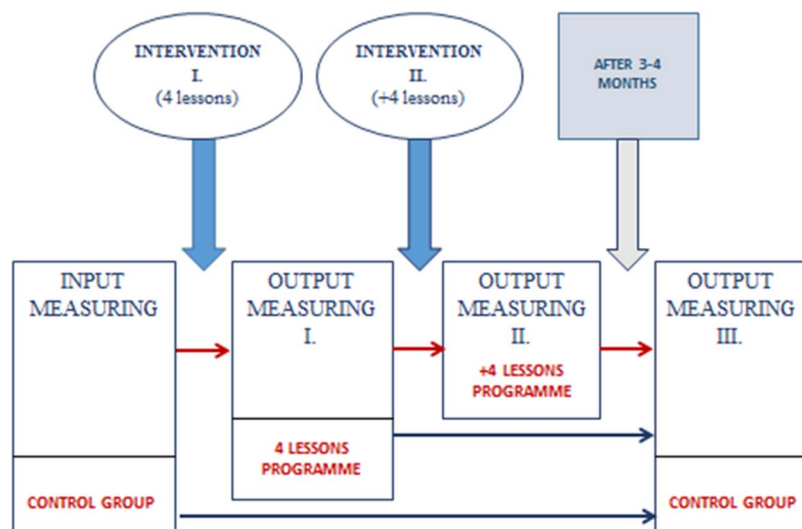 INTERVENTION
I.
(4 lessons)
INTERVENTION
II.
(+4 lessons)
AFTER 3-4
MONTHS
INPUT
MEASURING
OUTPUT
MEASURING
I.
OUTPUT
MEASURING
II.
+4 LESSONS
PROGRAMME
OUTPUT
MEASURING
III.
4 LESSONS
PROGRAMME
CONTROL GROUP
CONTROL GROUP